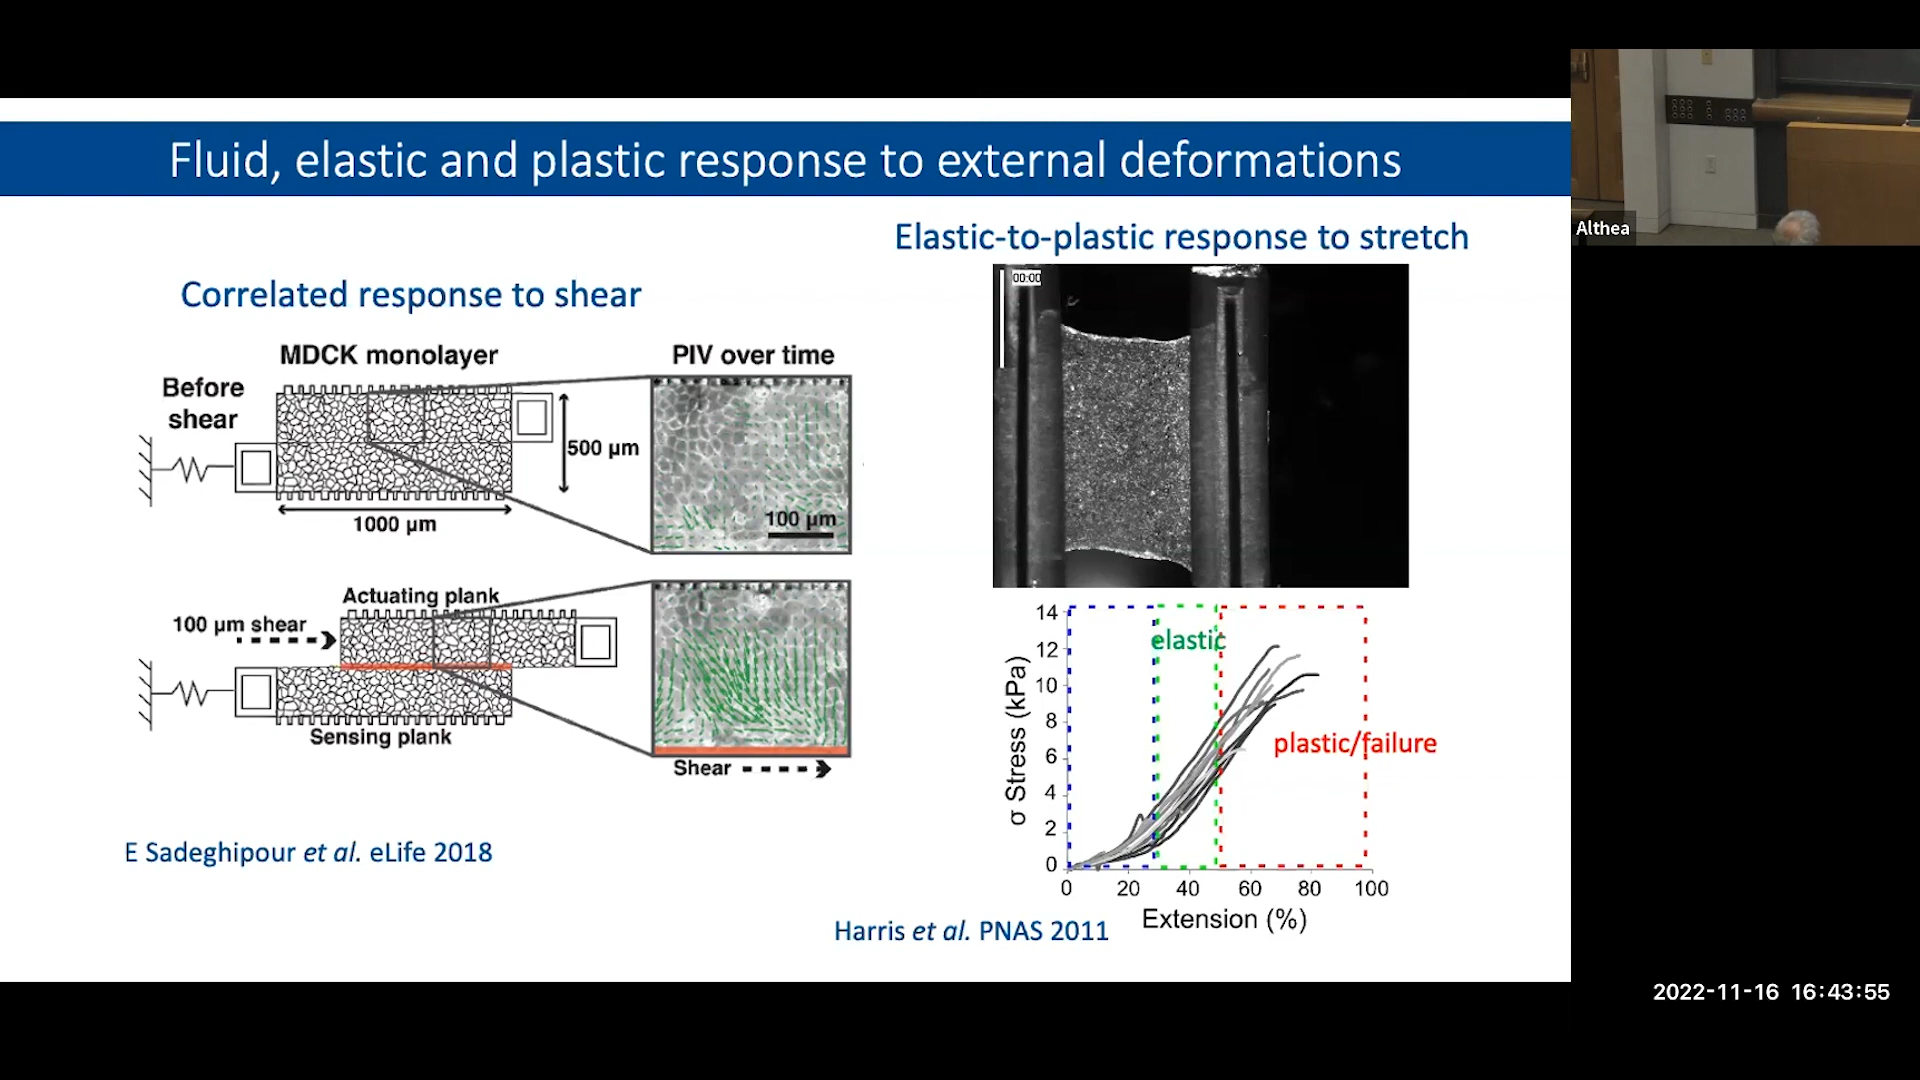 Fluid, elastic and plastic response to external deformations
Correlated response to shear
MDCK monolayer
PIV over time
Before
shear
500 µm
1000 µm
100 µm
Actuating plank
100 µm shear
Sensing plank
Shear
E Sadeghipour et al. eLife 2018
Elastic-to-plastic response to stretch
00:00
14
12
10
8
6
4
2
0
σ Stress (kPa)
elastic
plastic/failure
0 20 40 60 80 100
Extension (%)
Harris et al. PNAS 2011
Althea
2022-11-16 16:43:55